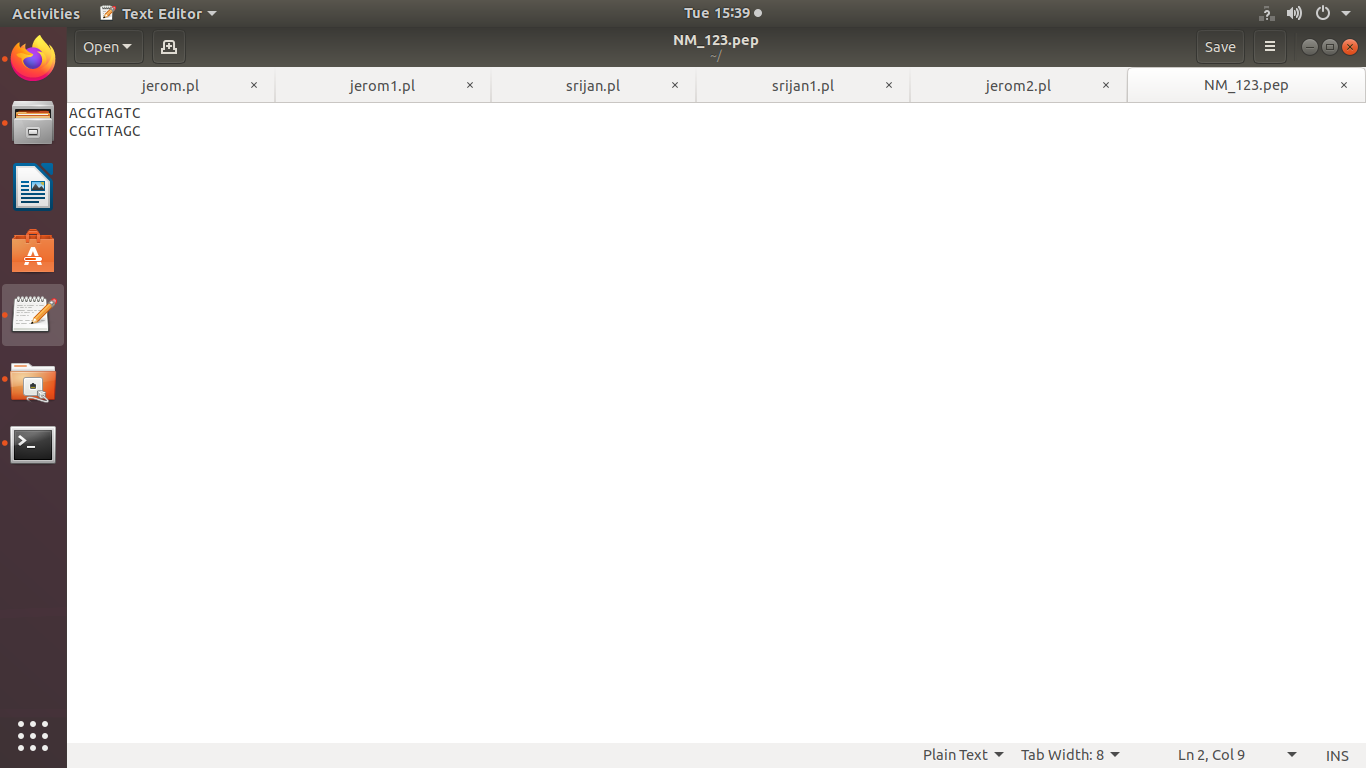 Activities Text Editor Tue 15:39
Open NM_123.pep Save
~/
jerom.pl jerom1.pl srijan.pl srijan1.pl jerom2.pl NM_123.pep
ACGTAGTC
CGGTTAGC
Plain Text Tab Width: 8 Ln 2, Col 9 INS